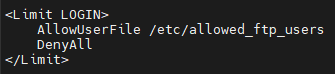 <Limit LOGIN>
    AllowUserFile /etc/allowed_ftp_users
    DenyAll
</Limit>